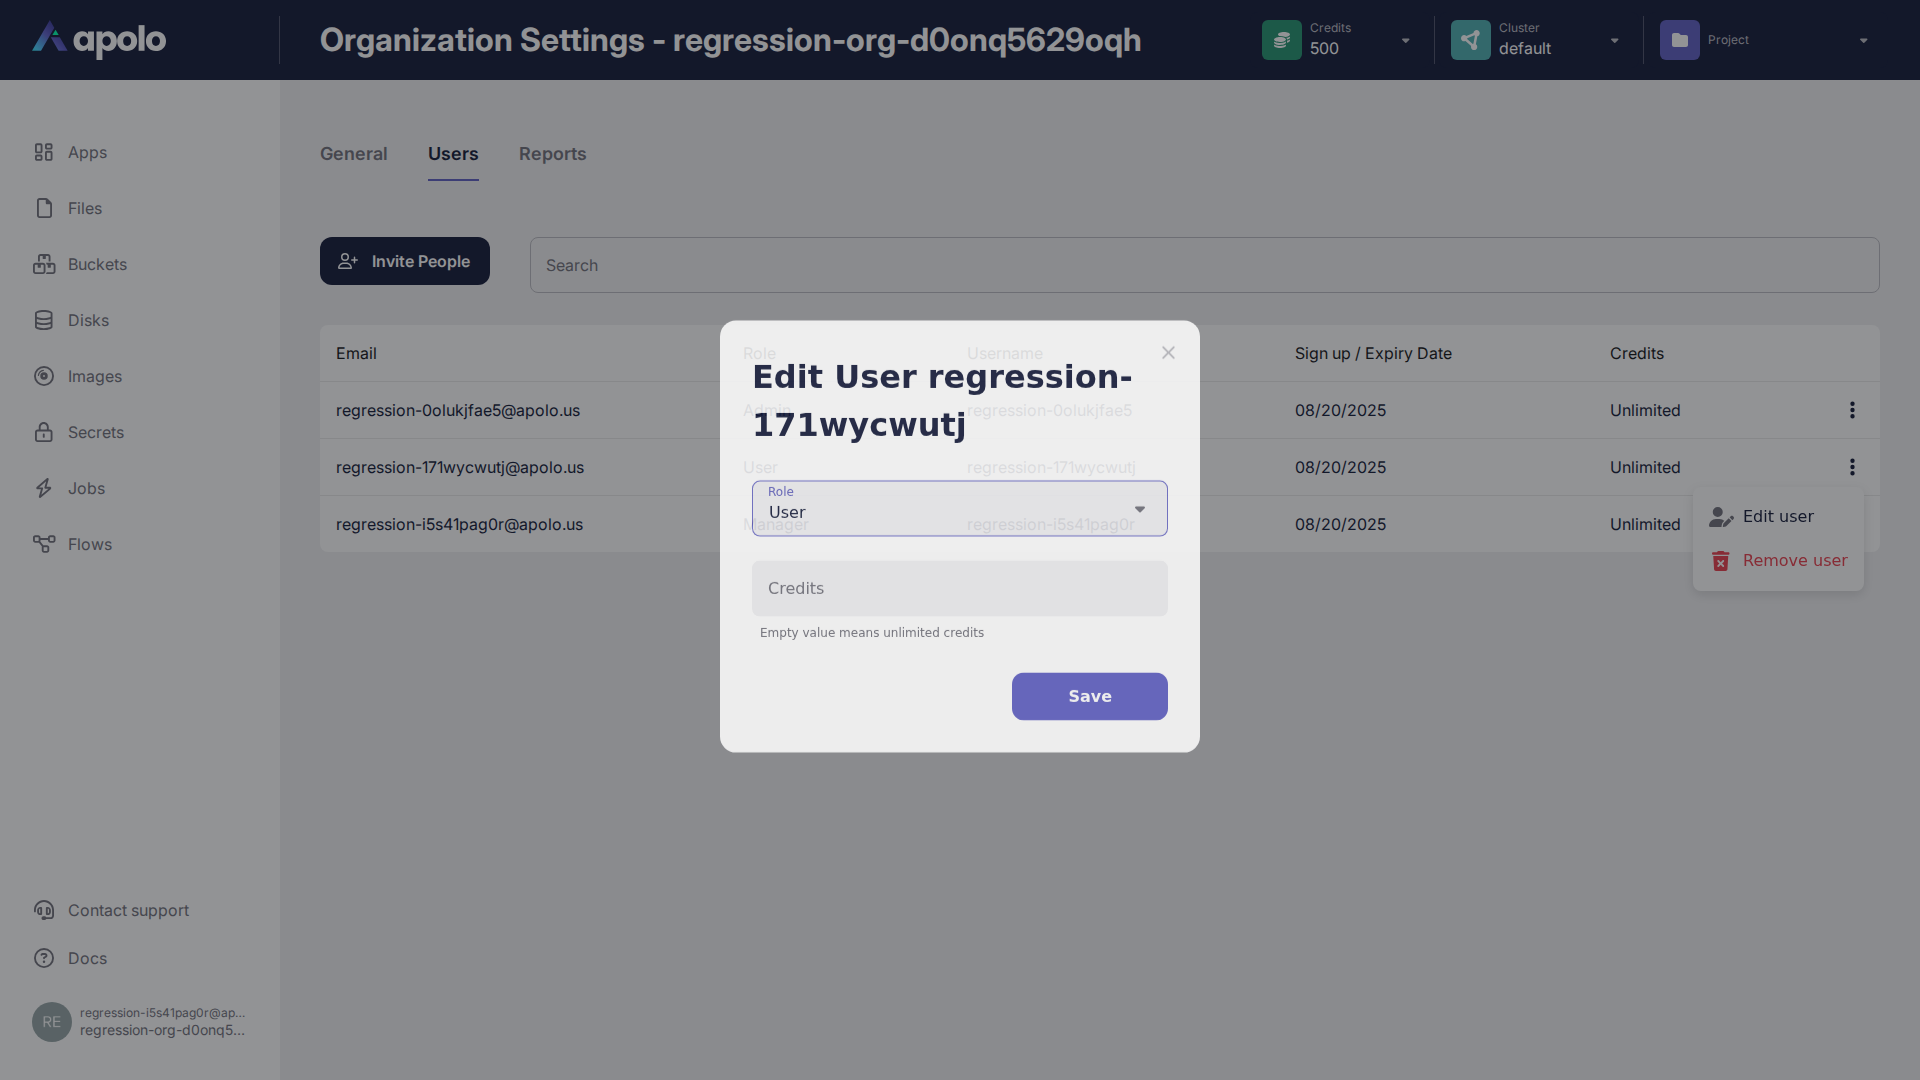 apolo
Organization Settings - regression-org-d0onq5629oqh
Credits
500
Cluster
default
Project
Apps
Files
Buckets
Disks
Images
Secrets
Jobs
Flows
Contact support
Docs
RE
regression-i5s41pag0r@ap...
regression-org-d0onq5...
General
Users
Reports
Invite People
Search
Email
Role
Username
Sign up / Expiry Date
Credits
regression-0olukjfae5@apolo.us
Admin
regression-0olukjfae5
08/20/2025
Unlimited
regression-171wycwutj@apolo.us
User
regression-171wycwutj
08/20/2025
Unlimited
regression-i5s41pag0r@apolo.us
Manager
regression-i5s41pag0r
08/20/2025
Unlimited
Edit user
Remove user
Edit User regression-
171wycwutj
Role
User
Credits
Empty value means unlimited credits
Save